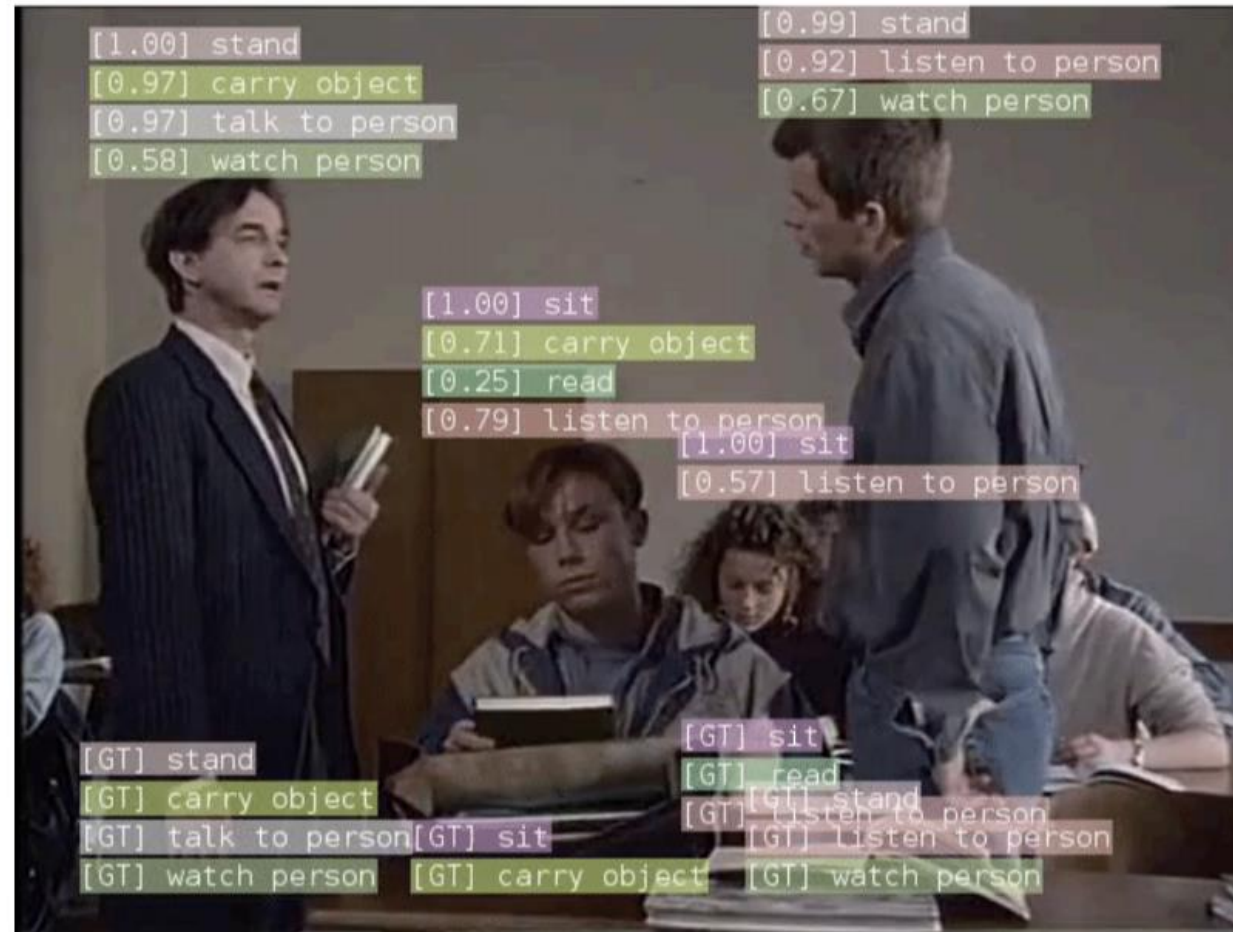 [1.00] stand
[0.97] carry object
[0.97] talk to person
[0.58] watch person
[0.99] stand
[0.92] listen to person
[0.67] watch person
[1.00] sit
[0.71] carry object
[0.25] read
[0.79] listen to person
[1.00] sit
[0.57] listen to person
[GT] stand
[GT] carry object
[GT] talk to person
[GT] watch person
[GT] sit
[GT] carry object
[GT] sit
[GT] read
[GT] listen to person
[GT] stand
[GT] listen to person
[GT] watch person